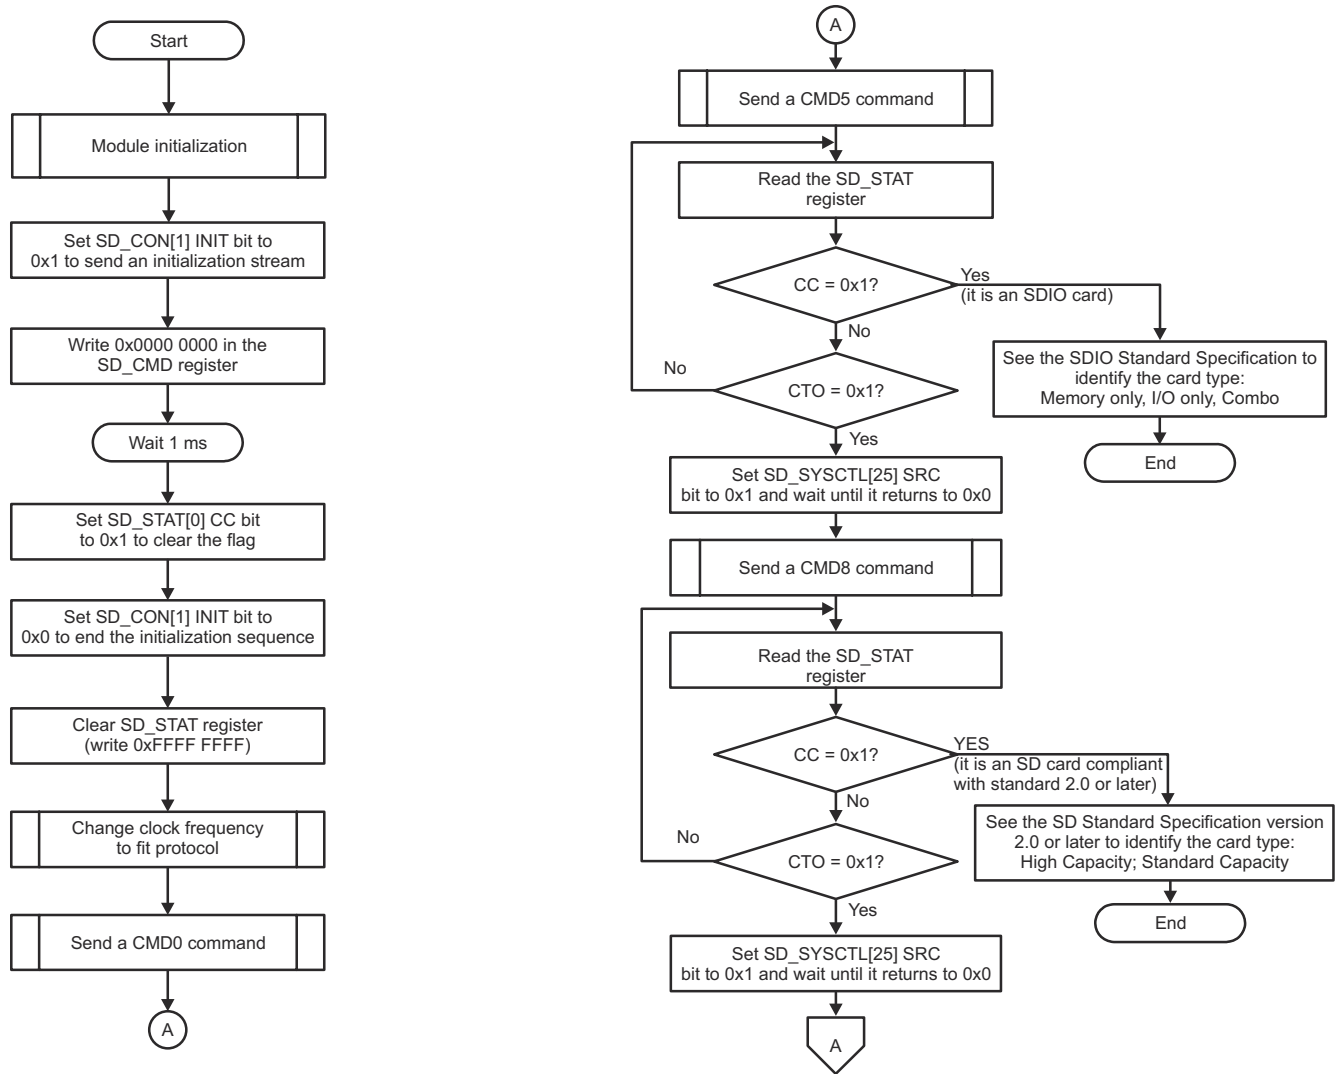 Start
Module initialization
Set SD_CON[1] INIT bit to
0x1 to send an initialization stream
Write 0x0000 0000 in the
SD_CMD register
Wait 1 ms
Set SD_STAT[0] CC bit
to 0x1 to clear the flag
Set SD_CON[1] INIT bit to
0x0 to end the initialization sequence
Clear SD_STAT register
(write 0xFFFF FFFF)
Change clock frequency
to fit protocol
Send a CMD0 command
A
A
Send a CMD5 command
Read the SD_STAT
register
CC = 0x1?
Yes
(it is an SDIO card)
No
See the SDIO Standard Specification to
identify the card type:
Memory only, I/O only, Combo
End
CTO = 0x1?
No
Yes
Set SD_SYSCTL[25] SRC
bit to 0x1 and wait until it returns to 0x0
Send a CMD8 command
Read the SD_STAT
register
CC = 0x1?
YES
(it is an SD card compliant
with standard 2.0 or later)
No
See the SD Standard Specification version
2.0 or later to identify the card type:
High Capacity; Standard Capacity
End
CTO = 0x1?
No
Yes
Set SD_SYSCTL[25] SRC
bit to 0x1 and wait until it returns to 0x0
A